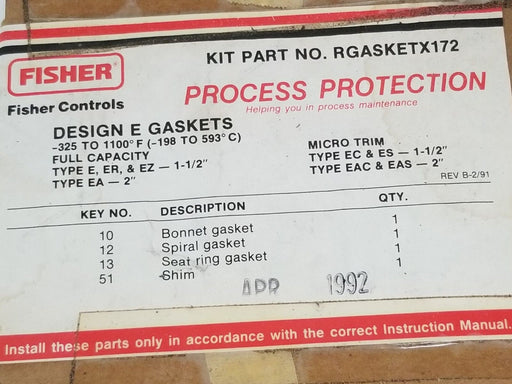 KIT PART NO. RGASKETX172
FISHER®
Fisher Controls
PROCESS PROTECTION
Helping you in process maintenance
DESIGN E GASKETS
-325 TO 1100°F (-198 TO 593°C)
FULL CAPACITY
TYPE E, ER, & EZ — 1-1/2"
TYPE EA — 2"
MICRO TRIM
TYPE EC & ES — 1-1/2"
TYPE EAC & EAS — 2"
REV B-2/91
KEY NO. DESCRIPTION QTY.
10 Bonnet gasket 1
12 Spiral gasket 1
13 Seat ring gasket 1
51 Shim 1
APR 1992
Install these parts only in accordance with the correct Instruction Manual.